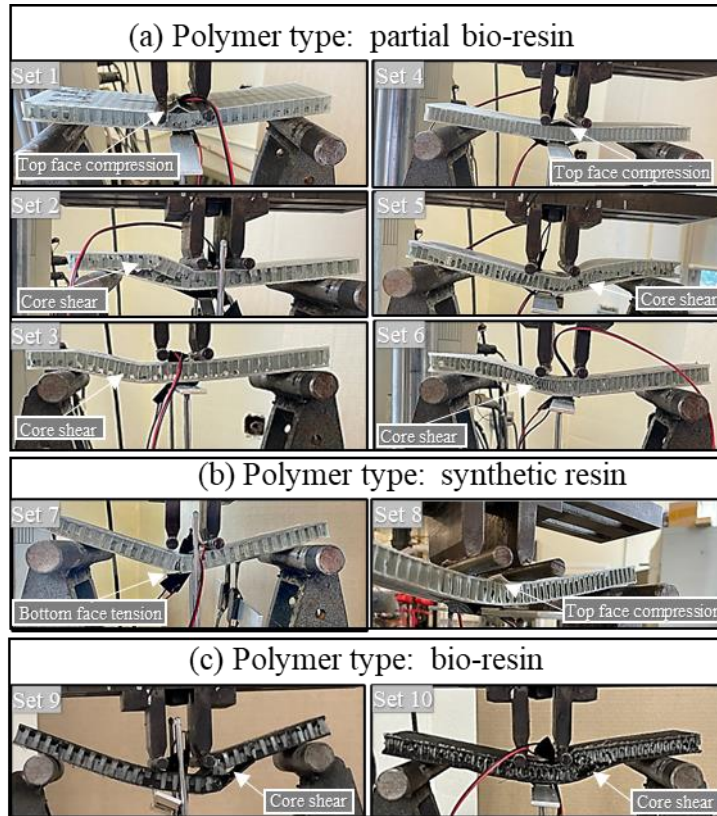 (a) Polymer type: partial bio-resin
Set 1
Top face compression
Set 4
Top face compression
Set 2
Core shear
Set 5
Core shear
Set 3
Core shear
Set 6
Core shear
(b) Polymer type: synthetic resin
Set 7
Bottom face tension
Set 8
Top face compression
(c) Polymer type: bio-resin
Set 9
Core shear
Set 10
Core shear